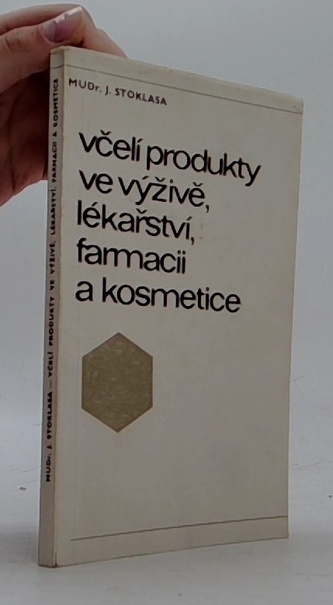 MUDr. J. STOKLASA
včelí produkty
ve výživě,
lékařství,
farmacii
a kosmetice
MUDr. J. STOKLASA — VČELÍ PRODUKTY VE VÝŽIVĚ, LÉKAŘSTVÍ, FARMACII A KOSMETICE